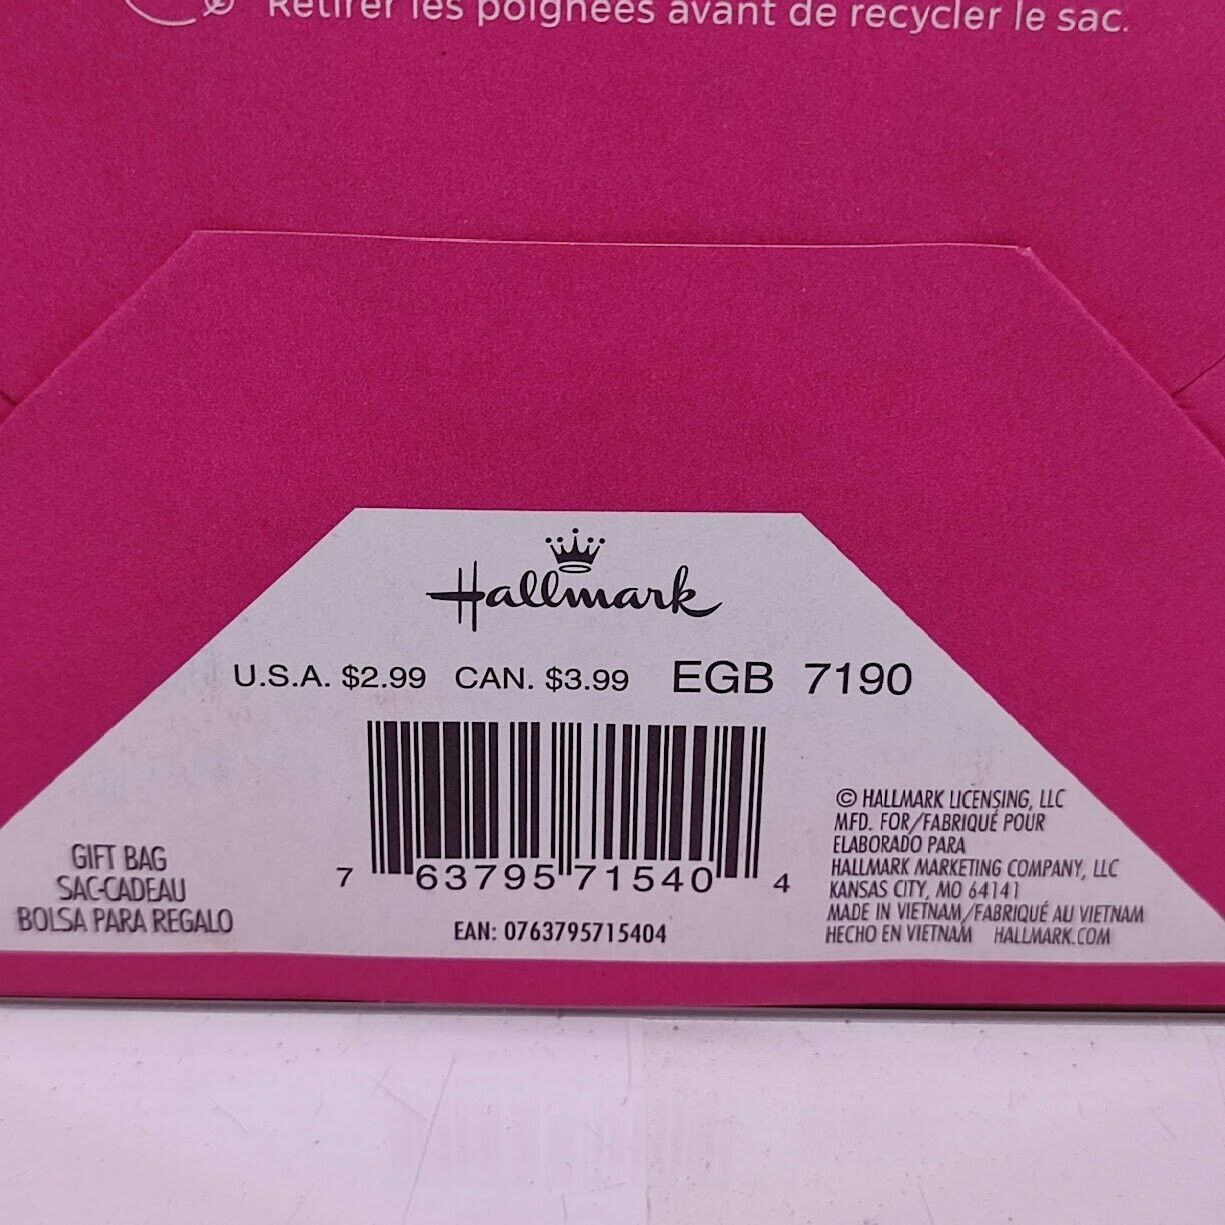 Retirer les poignées avant de recycler le sac.
Hallmark
U.S.A. $2.99 CAN. $3.99 EGB 7190
7 63795 71540 4
EAN: 0763795715404
GIFT BAG
SAC-CADEAU
BOLSA PARA REGALO
© HALLMARK LICENSING, LLC
MFD. FOR/FABRIQUÉ POUR
ELABORADO PARA
HALLMARK MARKETING COMPANY, LLC
KANSAS CITY, MO 64141
MADE IN VIETNAM/FABRIQUÉ AU VIETNAM
HECHO EN VIETNAM HALLMARK.COM